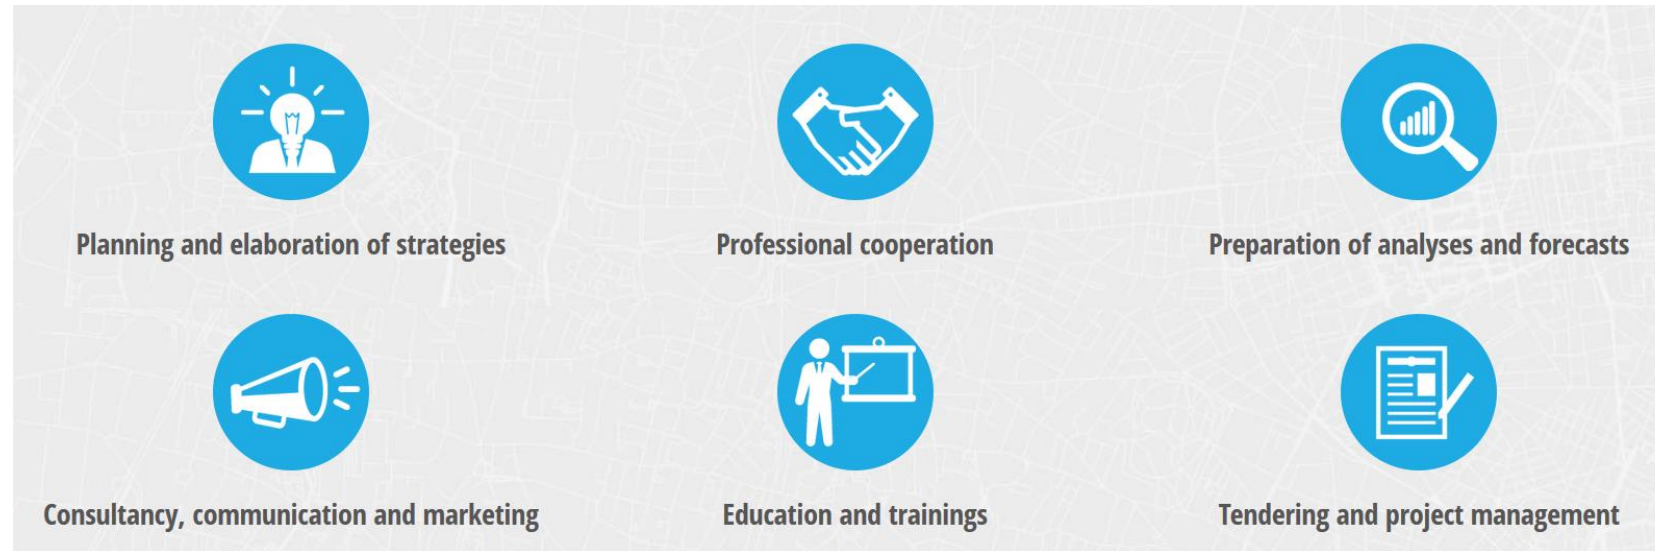 Planning and elaboration of strategies
Professional cooperation
Preparation of analyses and forecasts
Consultancy, communication and marketing
Education and trainings
Tendering and project management